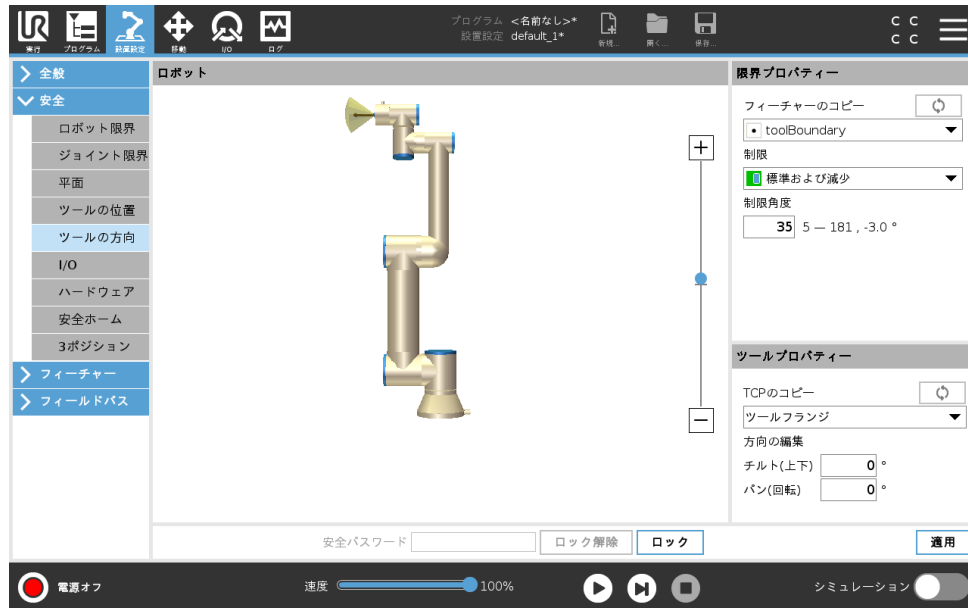 UR
実行
プログラム
設置設定
移動
I/O
ログ
プログラム <名前なし>*
設置設定 default_1*
新規...
開く...
保存...
C C
C C
全般
安全
ロボット限界
ジョイント限界
平面
ツールの位置
ツールの方向
I/O
ハードウェア
安全ホーム
3ポジション
フィーチャー
フィールドバス
ロボット
限界プロパティー
フィーチャーのコピー
toolBoundary
制限
標準および減少
制限角度
35 5 — 181 , -3.0 °
ツールプロパティー
TCPのコピー
ツールフランジ
方向の編集
チルト(上下) 0 °
パン(回転) 0 °
安全パスワード
ロック解除
ロック
適用
電源オフ
速度
100%
シミュレーション